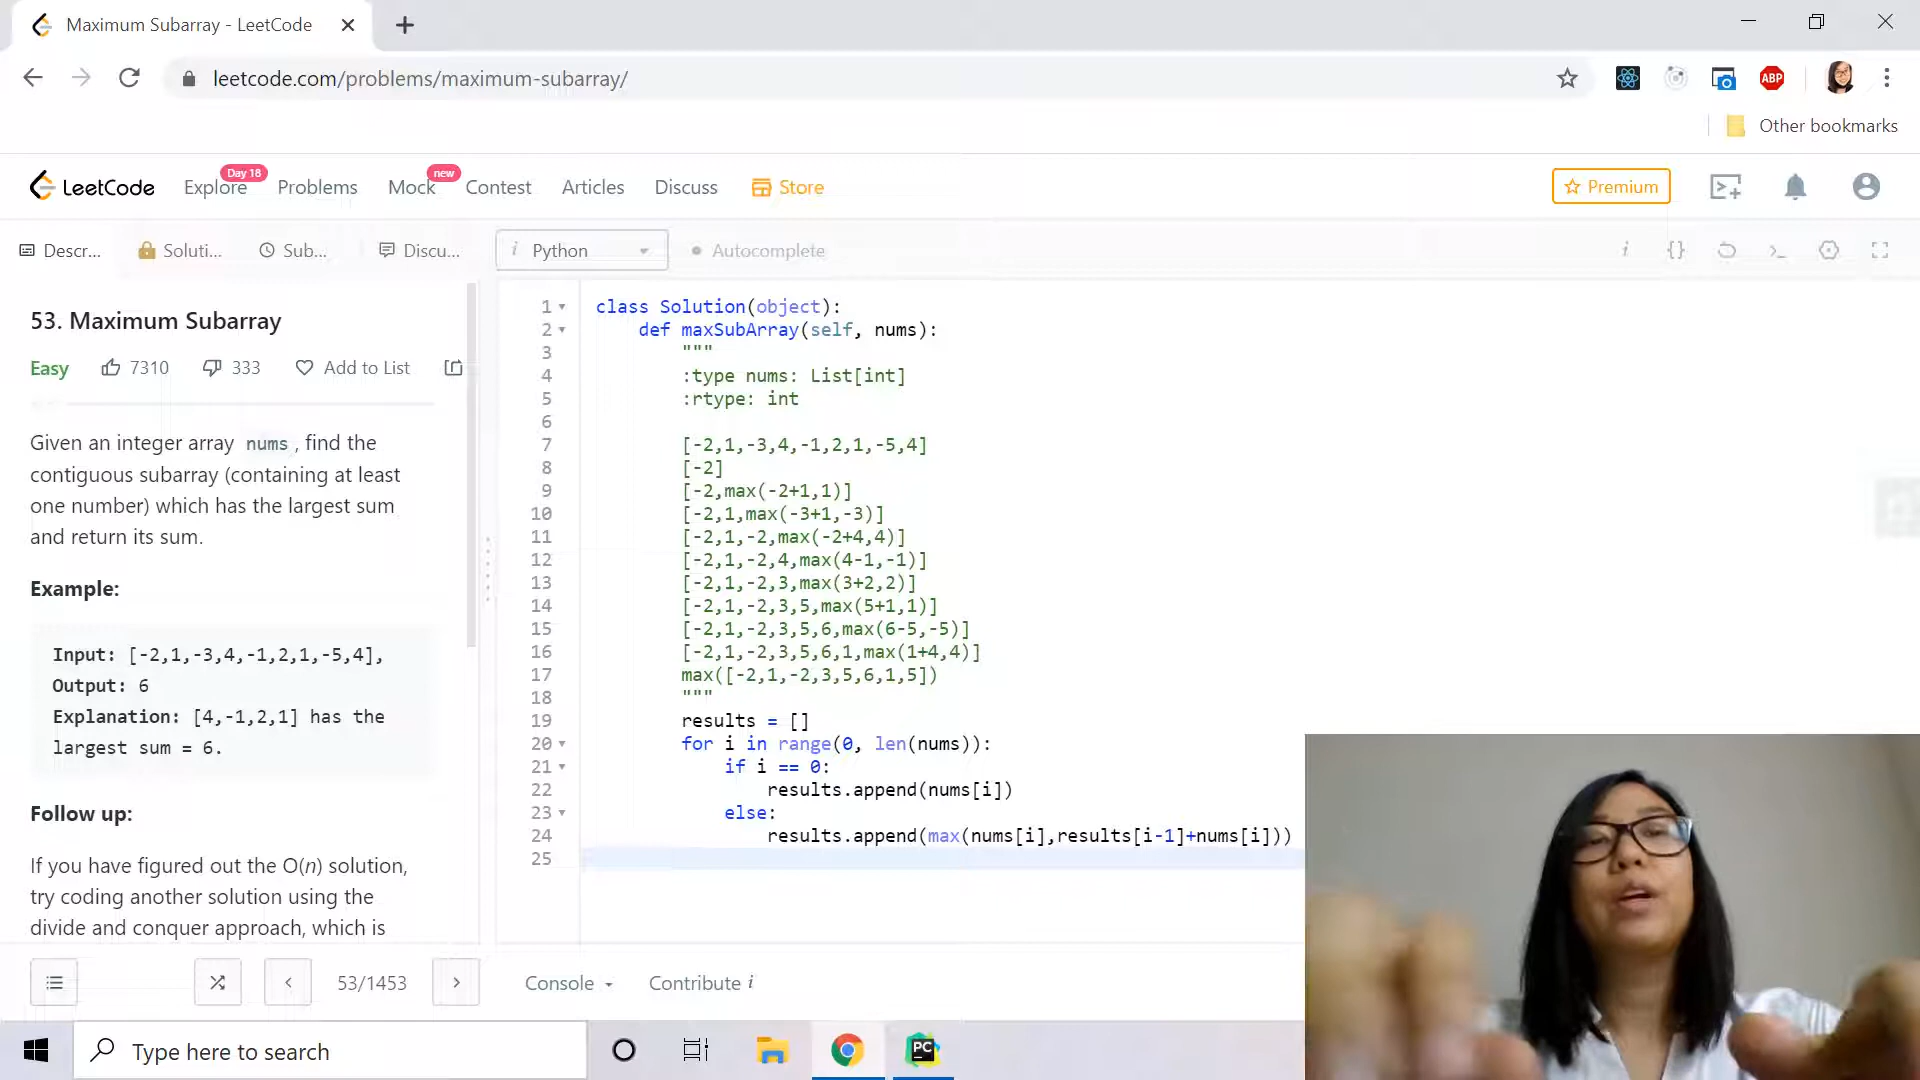 Maximum Subarray - LeetCode
leetcode.com/problems/maximum-subarray/
ABP
Other bookmarks
LeetCode
Explore
Day 18
Problems
Mock
new
Contest
Articles
Discuss
Store
Premium
Descr...
Soluti...
Sub...
Discu...
i Python
Autocomplete
i
{}
53. Maximum Subarray
Easy
7310
333
Add to List
Given an integer array nums, find the
contiguous subarray (containing at least
one number) which has the largest sum
and return its sum.
Example:
Input: [-2,1,-3,4,-1,2,1,-5,4],
Output: 6
Explanation: [4,-1,2,1] has the
largest sum = 6.
Follow up:
If you have figured out the O(n) solution,
try coding another solution using the
divide and conquer approach, which is
1 class Solution(object):
2 def maxSubArray(self, nums):
3 """
4 :type nums: List[int]
5 :rtype: int
6
7 [-2,1,-3,4,-1,2,1,-5,4]
8 [-2]
9 [-2,max(-2+1,1)]
10 [-2,1,max(-3+1,-3)]
11 [-2,1,-2,max(-2+4,4)]
12 [-2,1,-2,4,max(4-1,-1)]
13 [-2,1,-2,3,max(3+2,2)]
14 [-2,1,-2,3,5,max(5+1,1)]
15 [-2,1,-2,3,5,6,max(6-5,-5)]
16 [-2,1,-2,3,5,6,1,max(1+4,4)]
17 max([-2,1,-2,3,5,6,1,5])
18 """
19 results = []
20 for i in range(0, len(nums)):
21 if i == 0:
22 results.append(nums[i])
23 else:
24 results.append(max(nums[i],results[i-1]+nums[i]))
25
53/1453
Console
Contribute i
Type here to search
PC